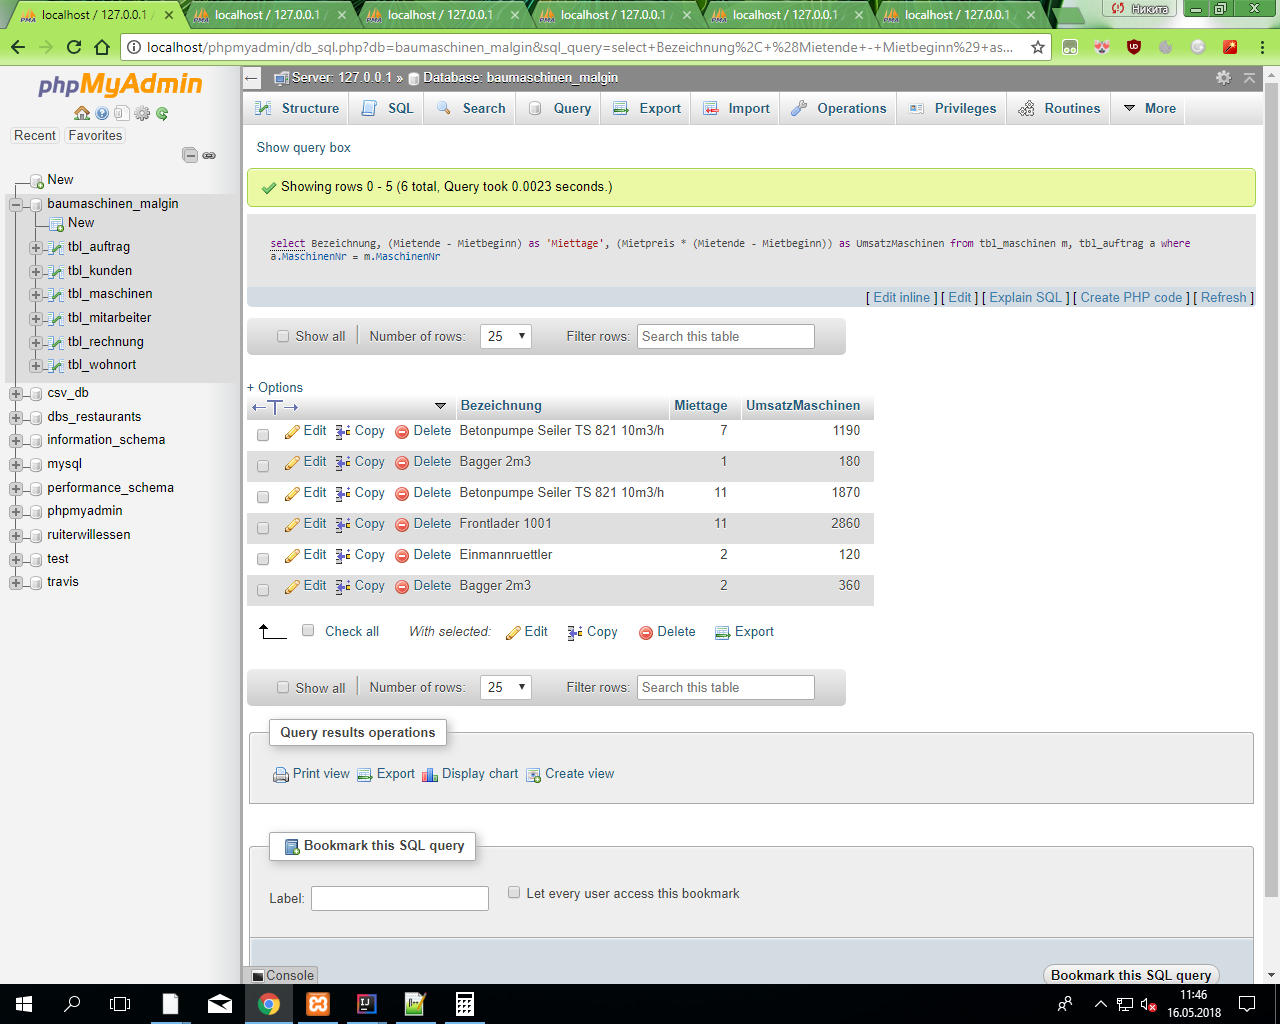 localhost / 127.0.0.1 /
localhost / 127.0.0.1 /
localhost / 127.0.0.1 /
localhost / 127.0.0.1 /
localhost / 127.0.0.1 /
localhost / 127.0.0.1 /
Никита
localhost/phpmyadmin/db_sql.php?db=baumaschinen_malgin&sql_query=select+Bezeichnung%2C+%28Mietende+-+Mietbeginn%29+as...
phpMyAdmin
Recent Favorites
New
baumaschinen_malgin
New
tbl_auftrag
tbl_kunden
tbl_maschinen
tbl_mitarbeiter
tbl_rechnung
tbl_wohnort
csv_db
dbs_restaurants
information_schema
mysql
performance_schema
phpmyadmin
ruiterwillessen
test
travis
Server: 127.0.0.1 » Database: baumaschinen_malgin
Structure SQL Search Query Export Import Operations Privileges Routines More
Show query box
Showing rows 0 - 5 (6 total, Query took 0.0023 seconds.)
select Bezeichnung, (Mietende - Mietbeginn) as 'Miettage', (Mietpreis * (Mietende - Mietbeginn)) as UmsatzMaschinen from tbl_maschinen m, tbl_auftrag a where
a.MaschinenNr = m.MaschinenNr
[ Edit inline ] [ Edit ] [ Explain SQL ] [ Create PHP code ] [ Refresh ]
Show all Number of rows: 25 Filter rows: Search this table
+ Options
←T→ Bezeichnung Miettage UmsatzMaschinen
Edit Copy Delete Betonpumpe Seiler TS 821 10m3/h 7 1190
Edit Copy Delete Bagger 2m3 1 180
Edit Copy Delete Betonpumpe Seiler TS 821 10m3/h 11 1870
Edit Copy Delete Frontlader 1001 11 2860
Edit Copy Delete Einmannruettler 2 120
Edit Copy Delete Bagger 2m3 2 360
Check all With selected: Edit Copy Delete Export
Show all Number of rows: 25 Filter rows: Search this table
Query results operations
Print view Export Display chart Create view
Bookmark this SQL query
Label: Let every user access this bookmark
Console
Bookmark this SQL query
11:46
16.05.2018